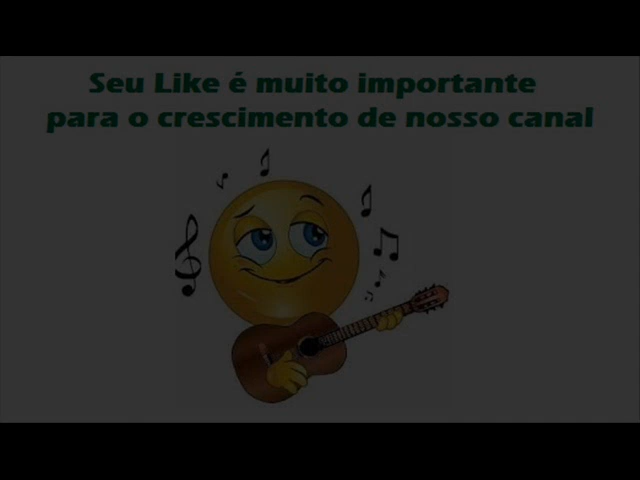 Seu Like é muito importante
para o crescimento de nosso canal